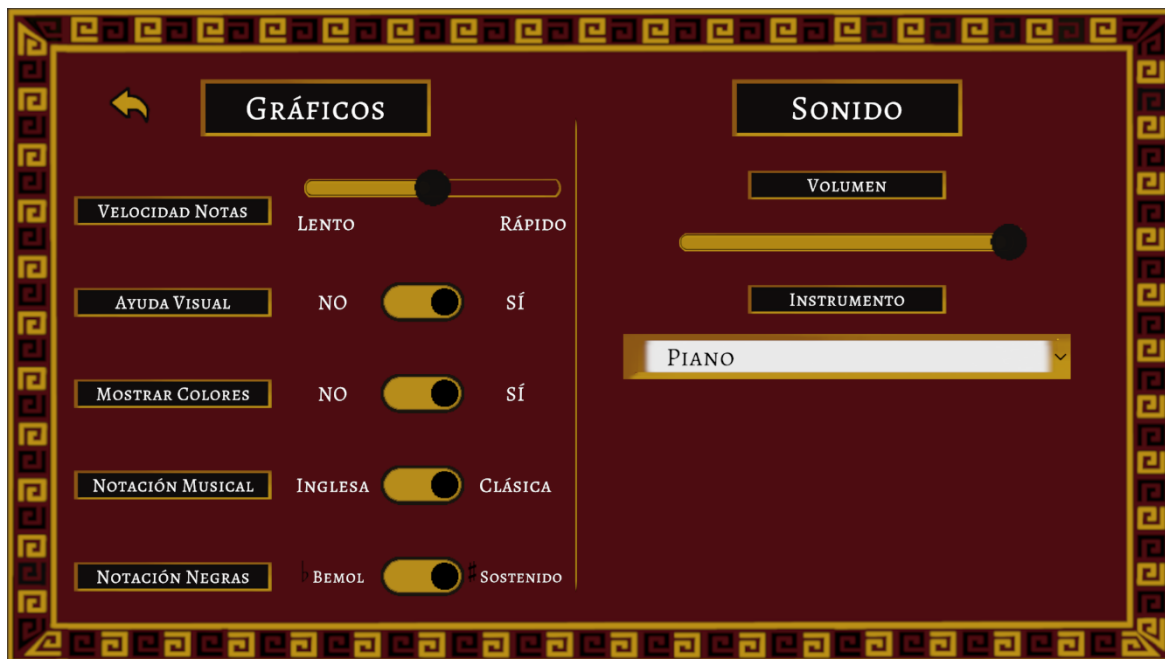 Gráficos
Velocidad Notas
Lento Rápido
Ayuda Visual NO SÍ
Mostrar Colores NO SÍ
Notación Musical Inglesa Clásica
Notación Negras ♭Bemol ♯Sostenido
Sonido
Volumen
Instrumento
Piano